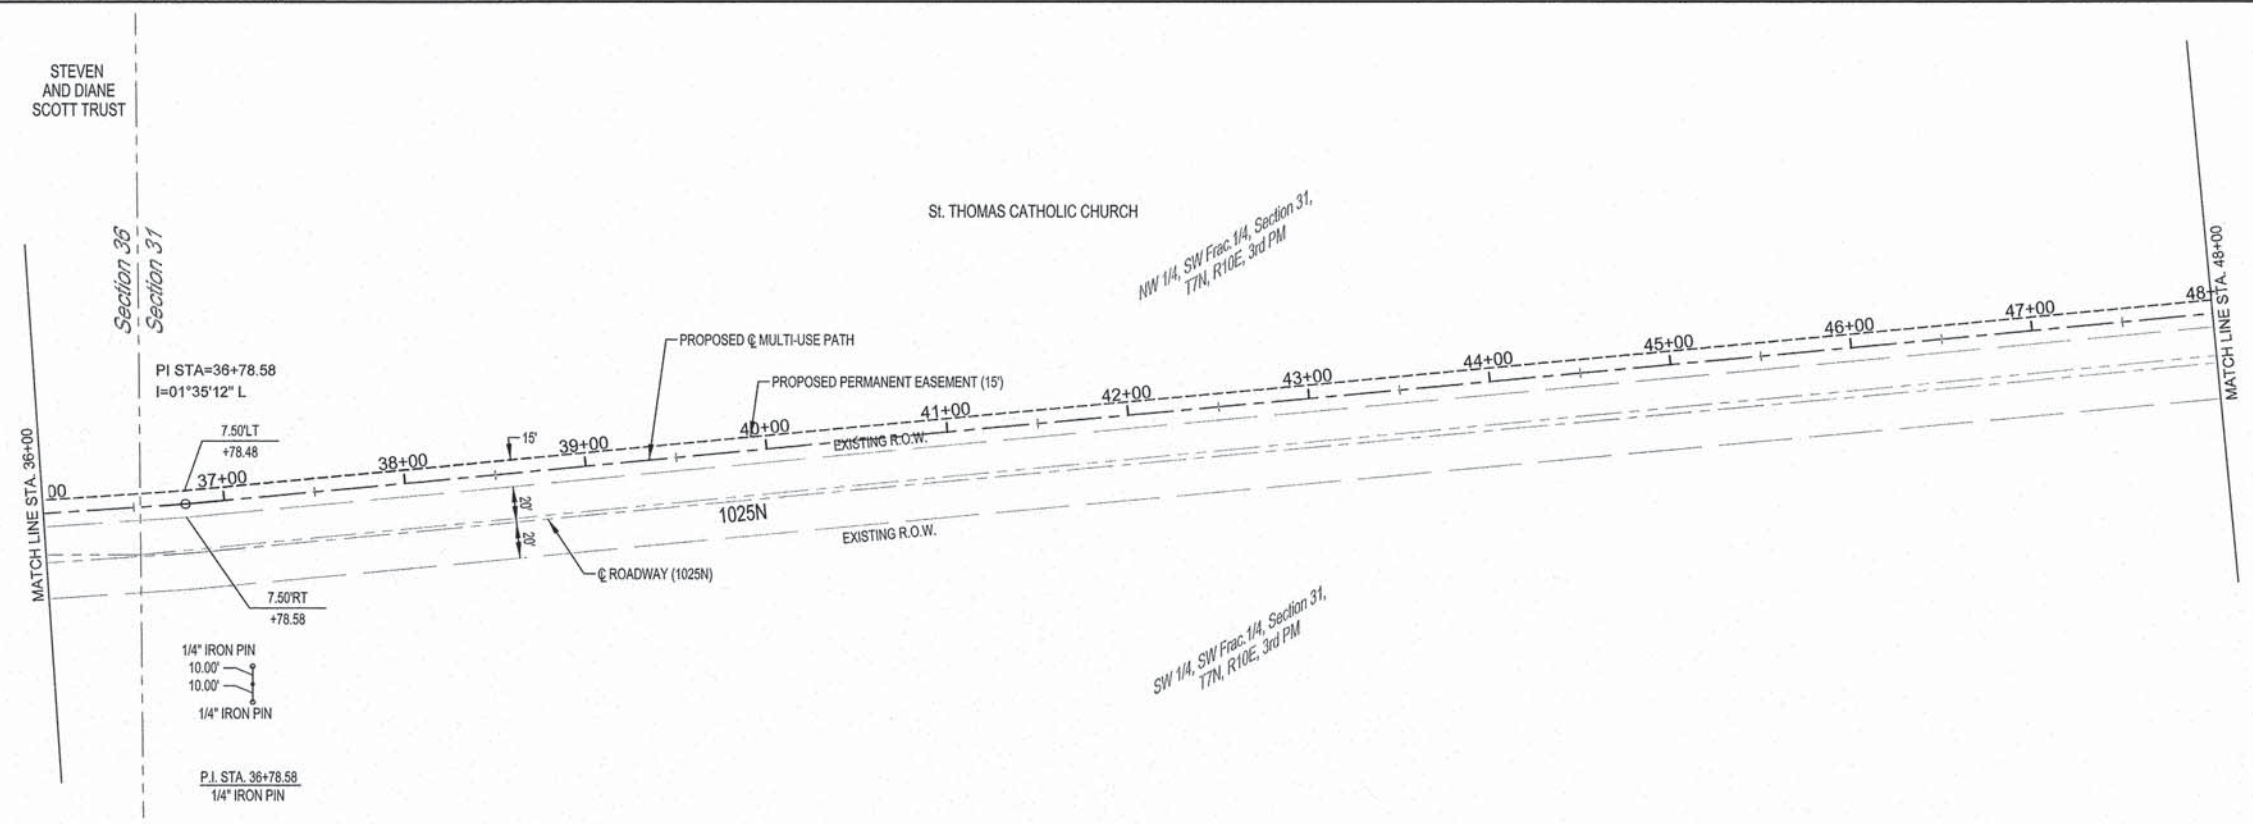 STEVEN
AND DIANE
SCOTT TRUST
Section 36
Section 31
St. THOMAS CATHOLIC CHURCH
NW 1/4, SW Frac.1/4, Section 31,
T7N, R10E, 3rd PM
PI STA=36+78.58
I=01°35'12" L
7.50'LT
+78.48
PROPOSED ℄ MULTI-USE PATH
PROPOSED PERMANENT EASEMENT (15')
15'
MATCH LINE STA. 36+00
00
37+00
38+00
39+00
40+00
41+00
42+00
43+00
44+00
45+00
46+00
47+00
48+
MATCH LINE STA. 48+00
EXISTING R.O.W.
20'
20'
1025N
EXISTING R.O.W.
℄ ROADWAY (1025N)
7.50'RT
+78.58
1/4" IRON PIN
10.00'
10.00'
1/4" IRON PIN
P.I. STA. 36+78.58
1/4" IRON PIN
SW 1/4, SW Frac.1/4, Section 31,
T7N, R10E, 3rd PM